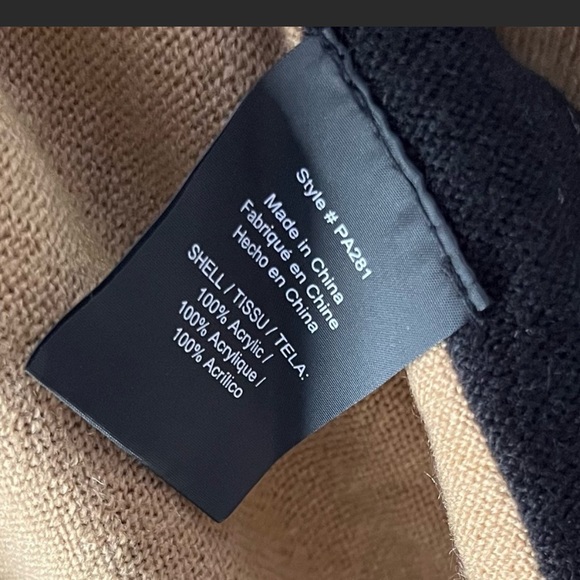 Style # PA281
Made in China
Fabriqué en Chine
Hecho en China
SHELL / TISSU / TELA:
100% Acrylic /
100% Acrylique /
100% Acrílico